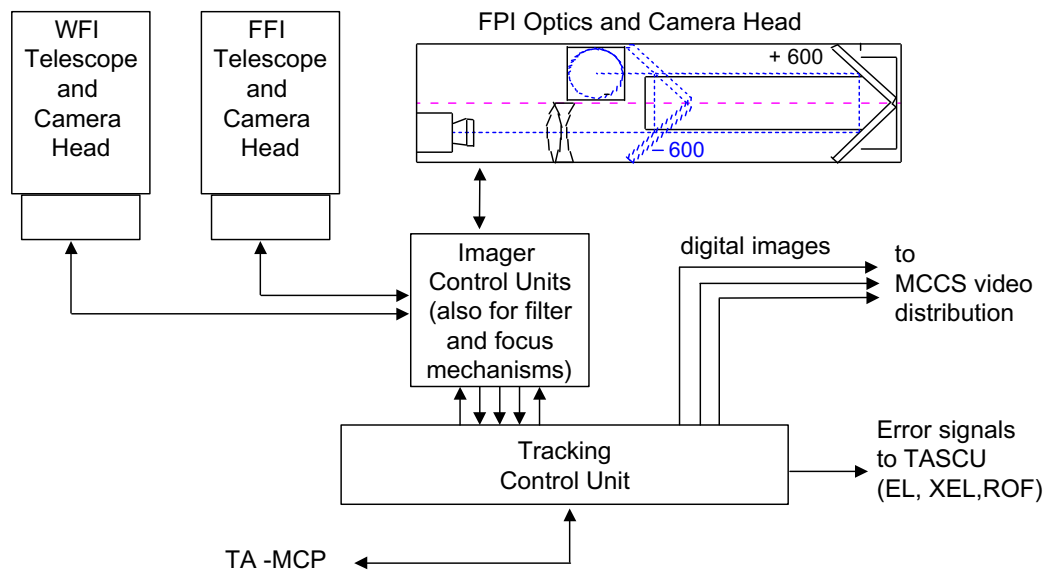 WFI
Telescope
and
Camera
Head
FFI
Telescope
and
Camera
Head
FPI Optics and Camera Head
+ 600
– 600
Imager
Control Units
(also for filter
and focus
mechanisms)
digital images
to
MCCS video
distribution
Tracking
Control Unit
Error signals
to TASCU
(EL, XEL,ROF)
TA -MCP